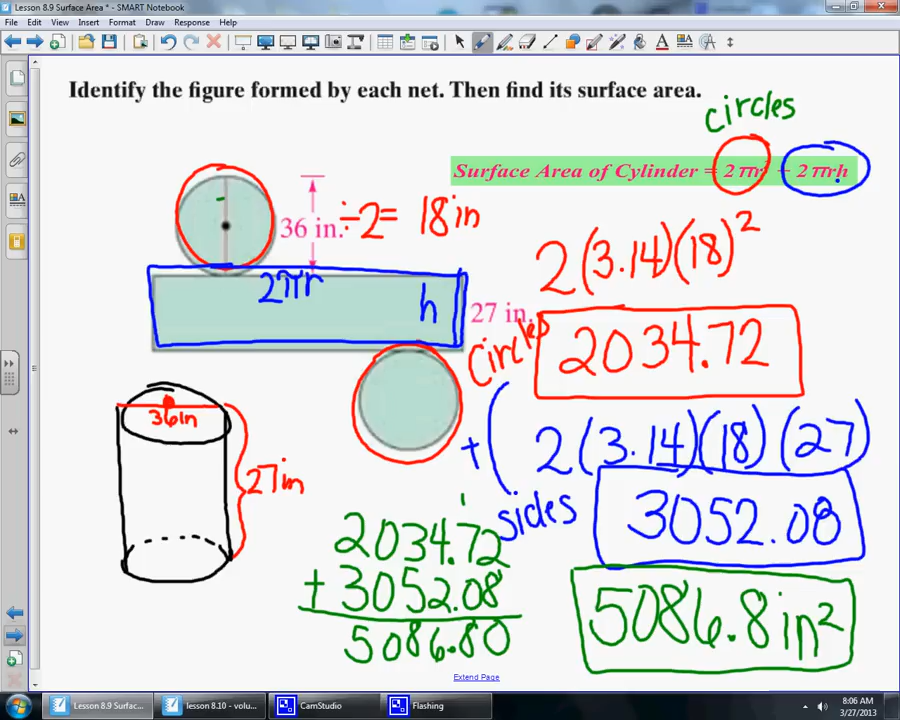 Lesson 8.9 Surface Area * - SMART Notebook
File Edit View Insert Format Draw Response Help
Identify the figure formed by each net. Then find its surface area.
circles
Surface Area of Cylinder = 2πr² + 2πrh
36 in. ÷2= 18in
2(3.14)(18)²
2πr
h
27 in.
circles
2034.72
36in
27in
+ ( 2(3.14)(18)(27)
sides
3052.08
1
2034.72
+ 3052.08
5086.80
5086.8in²
Extend Page
Lesson 8.9 Surfac...
lesson 8.10 - volu...
CamStudio
Flashing
8:06 AM
3/27/2013